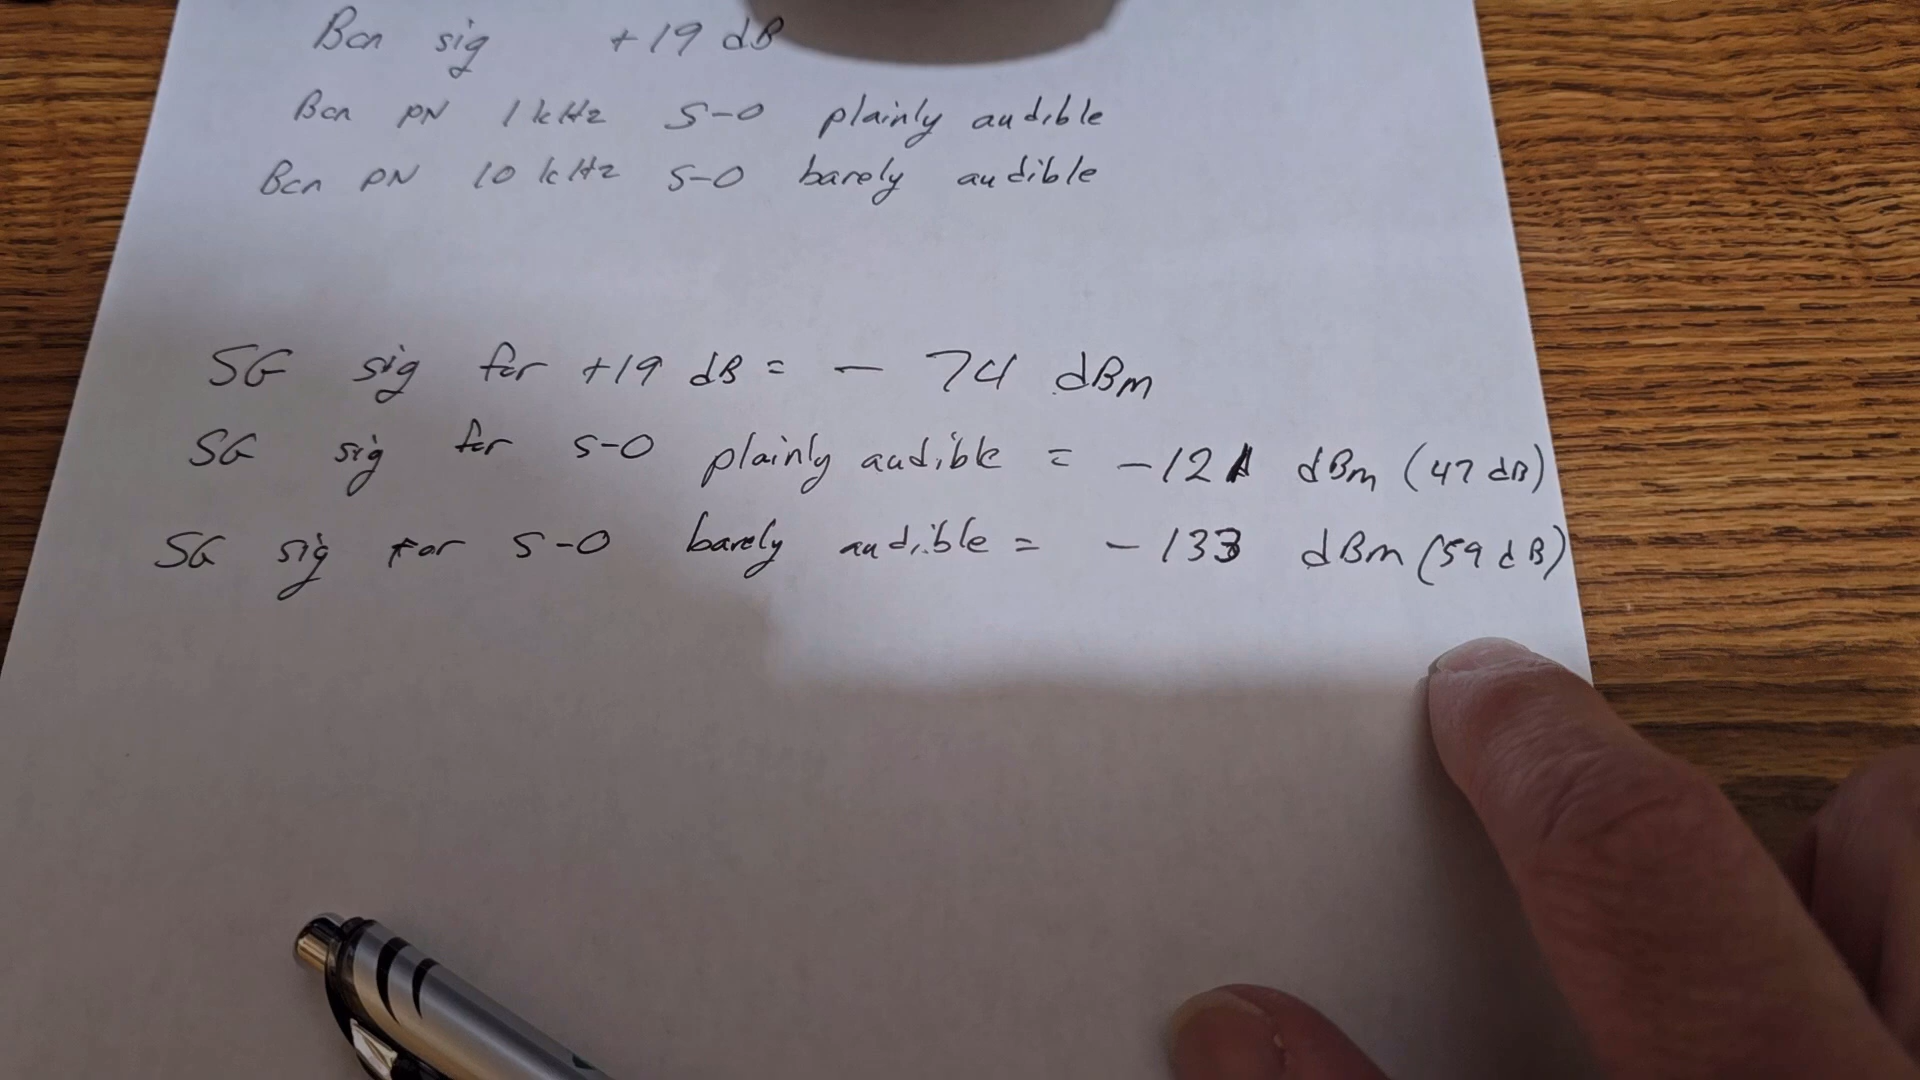 Bcn sig +19 dB
Bcn PN 1 kHz S-0 plainly audible
Bcn PN 10 kHz S-0 barely audible
SG sig for +19 dB = - 74 dBm
SG sig for S-0 plainly audible = -121 dBm (47 dB)
SG sig for S-0 barely audible = -133 dBm (59 dB)